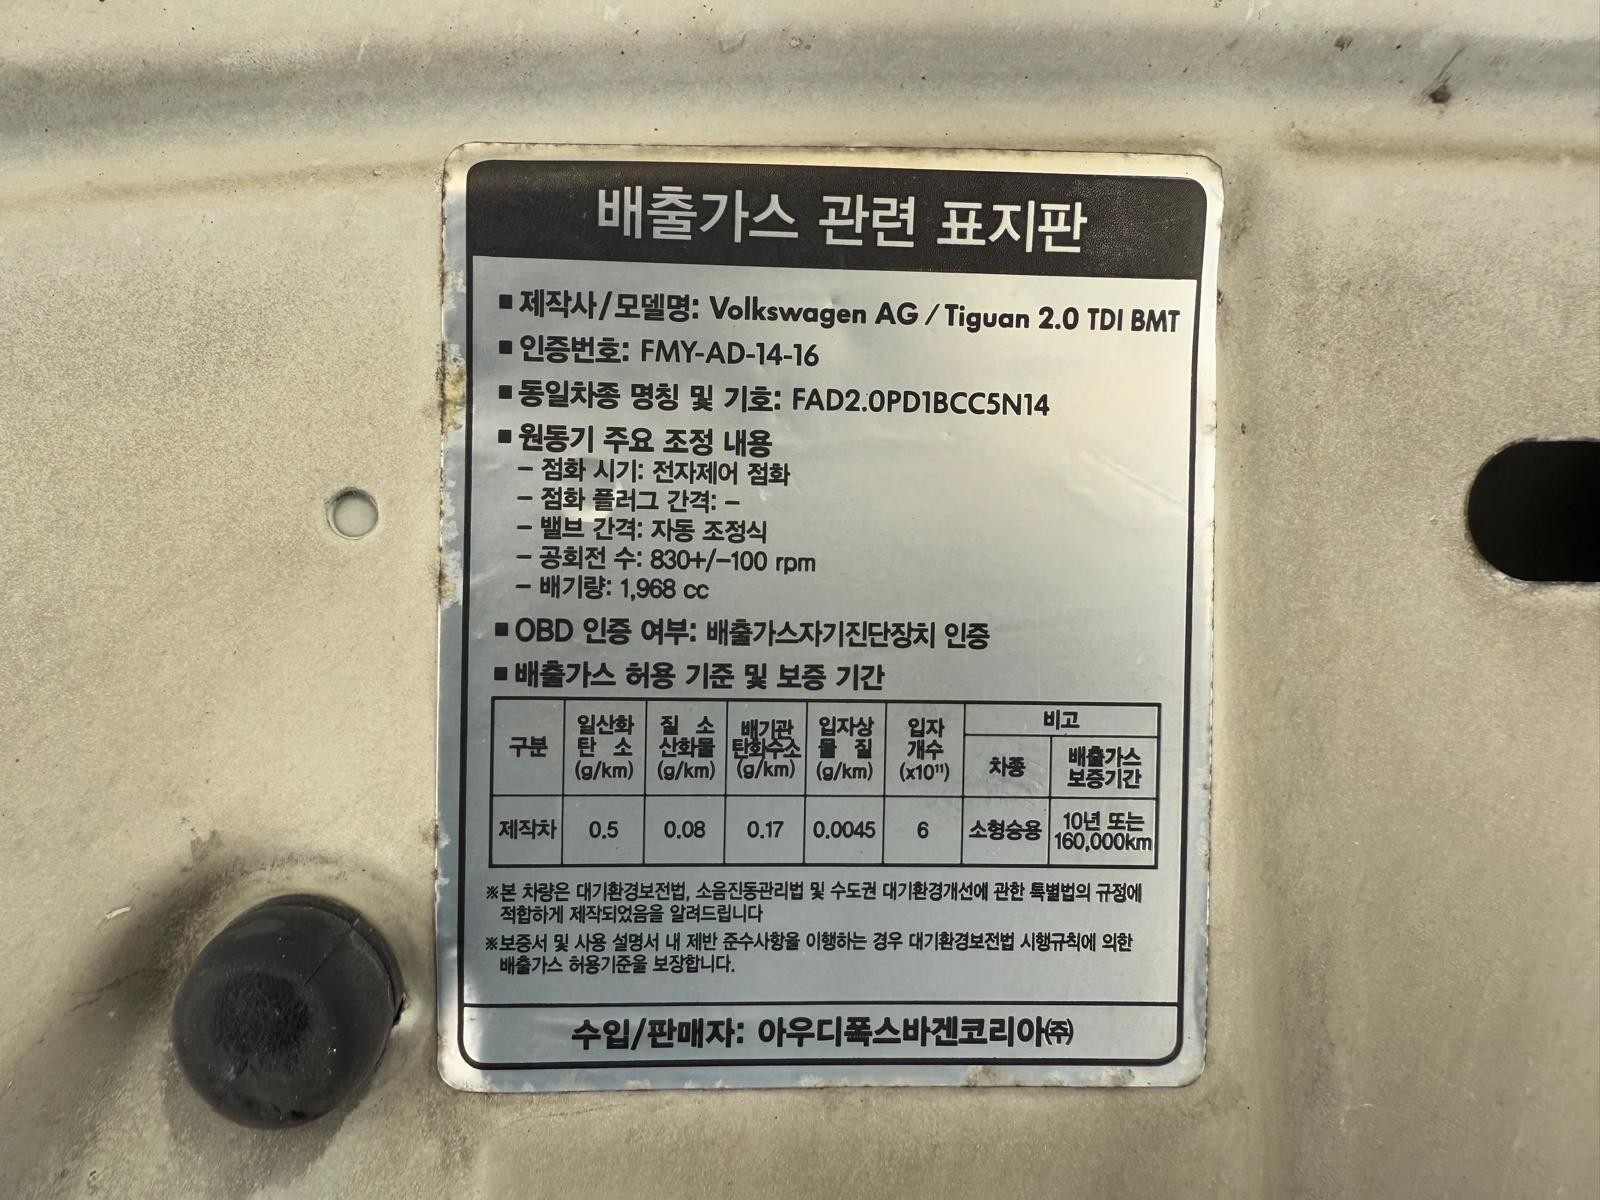 배출가스 관련 표지판
■ 제작사/모델명: Volkswagen AG / Tiguan 2.0 TDI BMT
■ 인증번호: FMY-AD-14-16
■ 동일차종 명칭 및 기호: FAD2.0PD1BCC5N14
■ 원동기 주요 조정 내용
– 점화 시기: 전자제어 점화
– 점화 플러그 간격: –
– 밸브 간격: 자동 조정식
– 공회전 수: 830+/–100 rpm
– 배기량: 1,968 cc
■ OBD 인증 여부: 배출가스자기진단장치 인증
■ 배출가스 허용 기준 및 보증 기간
구분
일산화
탄 소
(g/km)
질 소
산화물
(g/km)
배기관
탄화수소
(g/km)
입자상
물 질
(g/km)
입자
개수
(x10¹¹)
비고
차종
배출가스
보증기간
제작차 0.5 0.08 0.17 0.0045 6 소형승용
10년 또는
160,000km
※본 차량은 대기환경보전법, 소음진동관리법 및 수도권 대기환경개선에 관한 특별법의 규정에
적합하게 제작되었음을 알려드립니다
※보증서 및 사용 설명서 내 제반 준수사항을 이행하는 경우 대기환경보전법 시행규칙에 의한
배출가스 허용기준을 보장합니다.
수입/판매자: 아우디폭스바겐코리아㈜